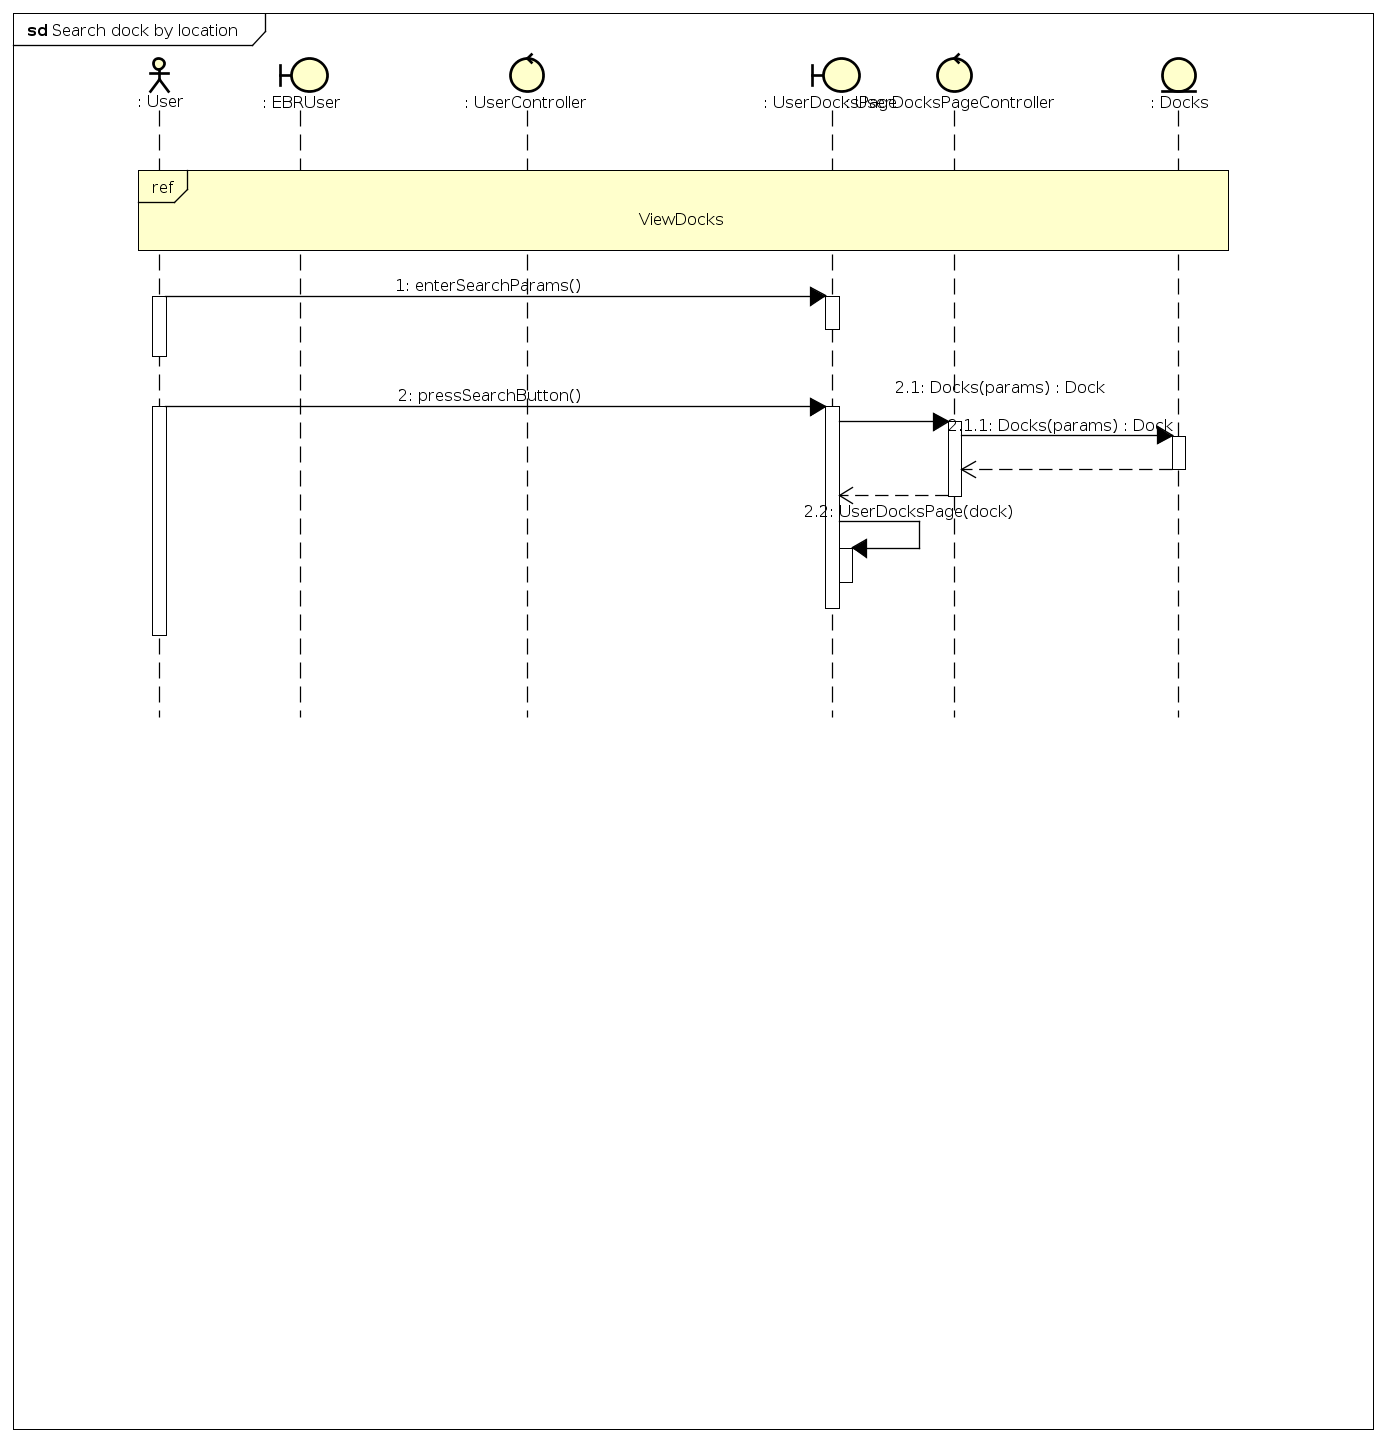 sd Search dock by location
: User
: EBRUser
: UserController
: UserDocksPage
: UserDocksPageController
: Docks
ref
ViewDocks
1: enterSearchParams()
2: pressSearchButton()
2.1: Docks(params) : Dock
2.1.1: Docks(params) : Dock
2.2: UserDocksPage(dock)